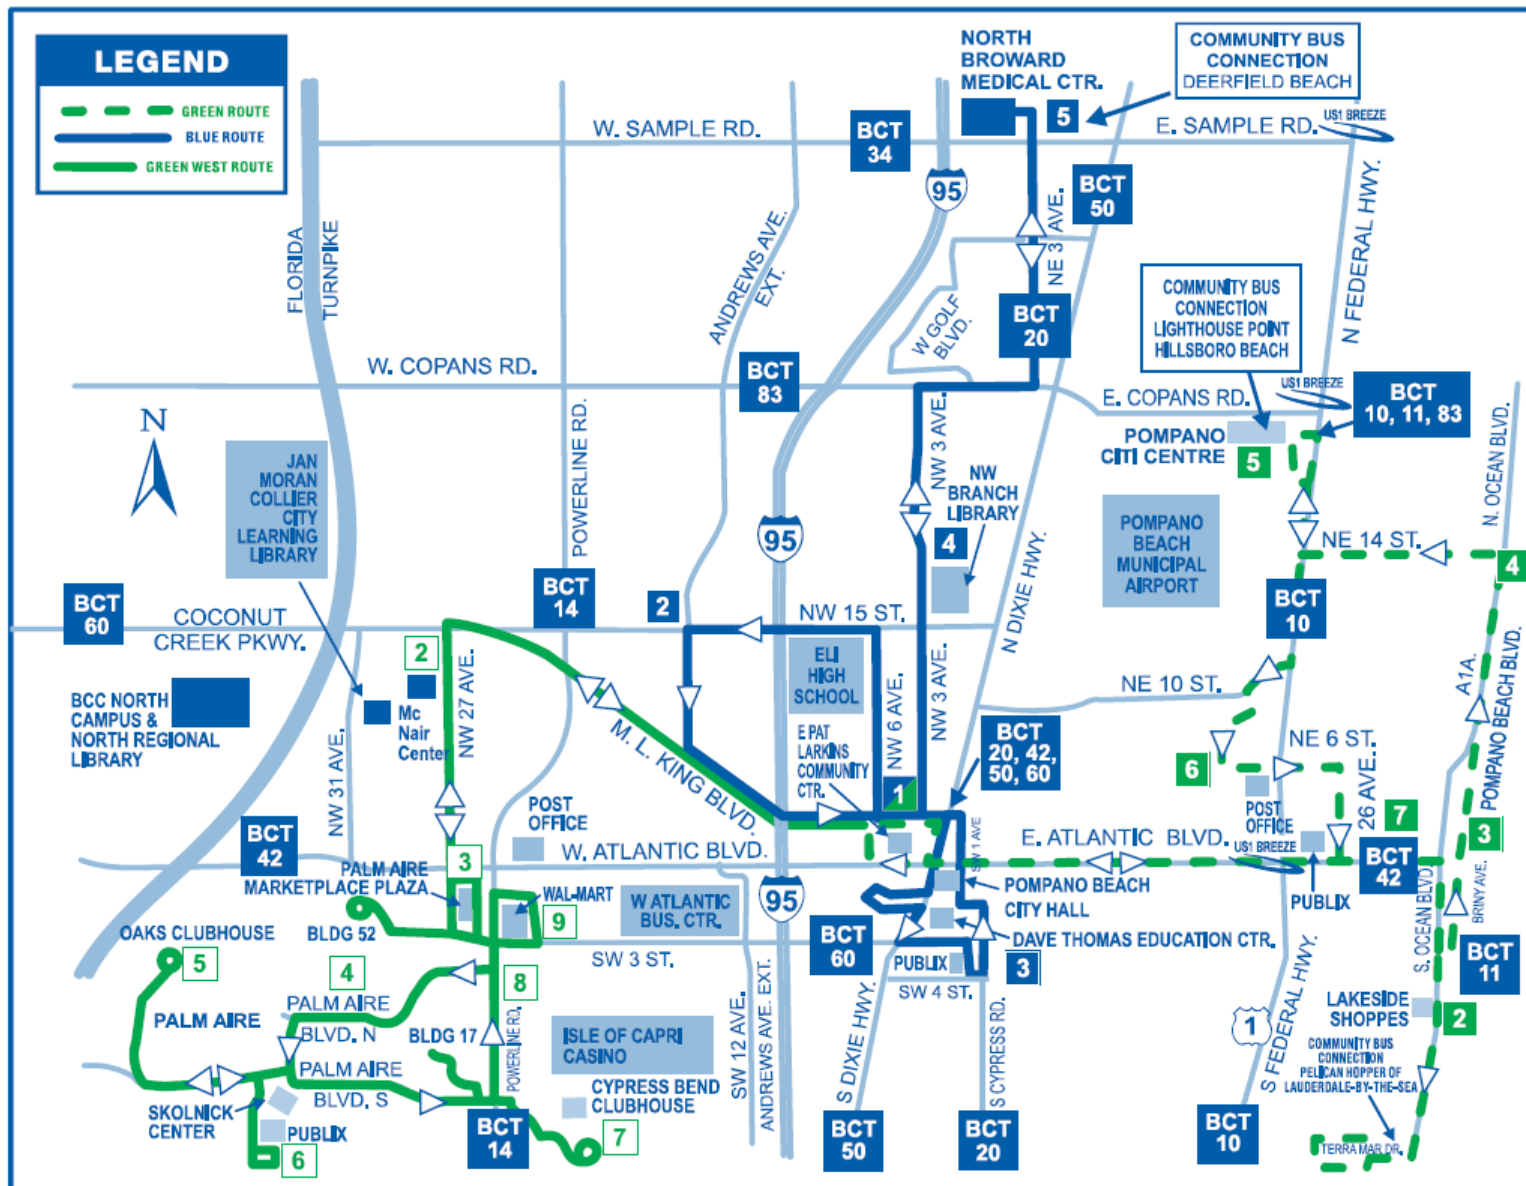 LEGEND
GREEN ROUTE
BLUE ROUTE
GREEN WEST ROUTE
NORTH
BROWARD
MEDICAL CTR.
5
COMMUNITY BUS
CONNECTION
DEERFIELD BEACH
W. SAMPLE RD.
BCT
34
E. SAMPLE RD.
US1 BREEZE
95
BCT
50
FLORIDA
TURNPIKE
ANDREWS AVE.
EXT.
NE 3 AVE.
N FEDERAL HWY.
W GOLF
BLVD.
BCT
20
COMMUNITY BUS
CONNECTION
LIGHTHOUSE POINT
HILLSBORO BEACH
W. COPANS RD.
BCT
83
E. COPANS RD.
US1 BREEZE
BCT
10, 11, 83
N
POWERLINE RD.
NW 3 AVE.
POMPANO
CITI CENTRE
5
N. OCEAN BLVD.
JAN
MORAN
COLLIER
CITY
LEARNING
LIBRARY
NW
BRANCH
LIBRARY
4
95
POMPANO
BEACH
MUNICIPAL
AIRPORT
NE 14 ST.
4
N DIXIE HWY.
BCT
60
COCONUT
CREEK PKWY.
BCT
14
2
NW 15 ST.
BCT
10
2
NW 27 AVE.
ELI
HIGH
SCHOOL
NW 6 AVE.
NW 3 AVE.
NE 10 ST.
A1A.
POMPANO BEACH BLVD.
BCC NORTH
CAMPUS &
NORTH REGIONAL
LIBRARY
NW 31 AVE.
Mc
Nair
Center
M. L. KING BLVD.
E PAT
LARKINS
COMMUNITY
CTR.
1
BCT
20, 42,
50, 60
6
NE 6 ST.
26 AVE.
POST
OFFICE
7
3
BCT
42
POST
OFFICE
W. ATLANTIC BLVD.
SW 1 AVE
E. ATLANTIC BLVD.
US1 BREEZE
PUBLIX
BCT
42
BRINY AVE.
S. OCEAN BLVD.
3
PALM AIRE
MARKETPLACE PLAZA
WAL-MART
9
W ATLANTIC
BUS. CTR.
95
POMPANO BEACH
CITY HALL
OAKS CLUBHOUSE
5
BLDG 52
4
8
SW 3 ST.
BCT
60
DAVE THOMAS EDUCATION CTR.
PUBLIX
3
SW 4 ST.
BCT
11
PALM AIRE
PALM AIRE
BLVD. N
BLDG 17
POWERLINE RD.
ISLE OF CAPRI
CASINO
SW 12 AVE.
ANDREWS AVE. EXT.
S DIXIE HWY.
S CYPRESS RD.
1
S FEDERAL HWY.
LAKESIDE
SHOPPES
2
COMMUNITY BUS
CONNECTION
PELICAN HOPPER OF
LAUDERDALE-BY-THE-SEA
PALM AIRE
BLVD. S
SKOLNICK
CENTER
PUBLIX
6
CYPRESS BEND
CLUBHOUSE
BCT
14
7
BCT
50
BCT
20
BCT
10
TERRA MAR DR.